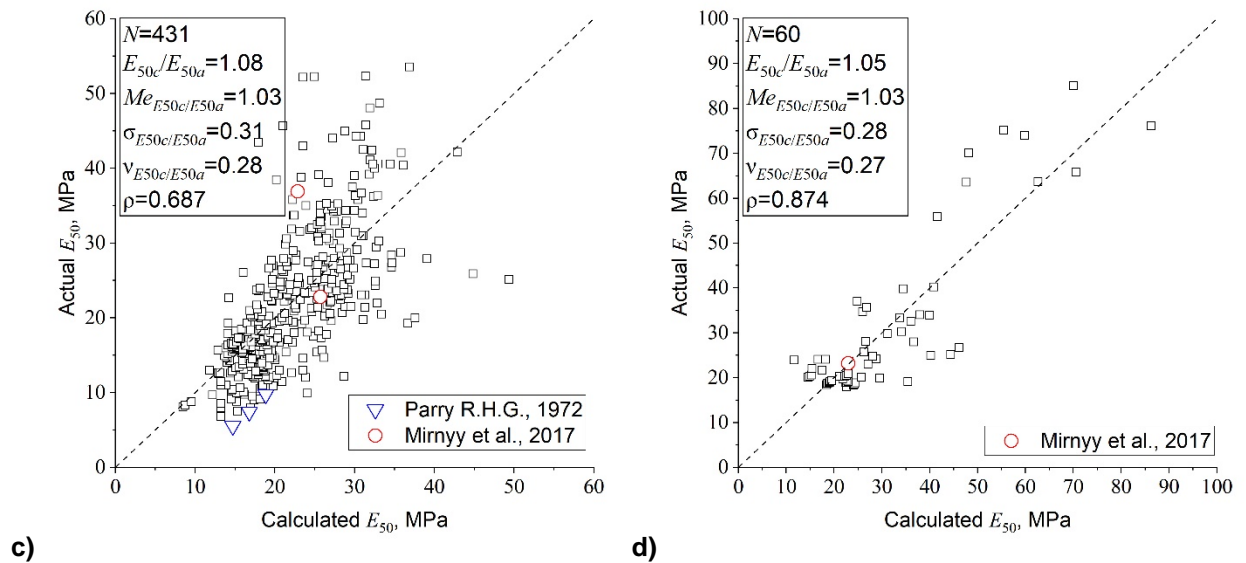 N=431
E50c/E50a=1.08
MeE50c/E50a=1.03
σE50c/E50a=0.31
νE50c/E50a=0.28
ρ=0.687
60
50
40
30
20
10
0
Actual E50, MPa
Parry R.H.G., 1972
Mirnyy et al., 2017
0 10 20 30 40 50 60
Calculated E50, MPa
c)
N=60
E50c/E50a=1.05
MeE50c/E50a=1.03
σE50c/E50a=0.28
νE50c/E50a=0.27
ρ=0.874
100
90
80
70
60
50
40
30
20
10
0
Actual E50, MPa
Mirnyy et al., 2017
0 10 20 30 40 50 60 70 80 90 100
Calculated E50, MPa
d)